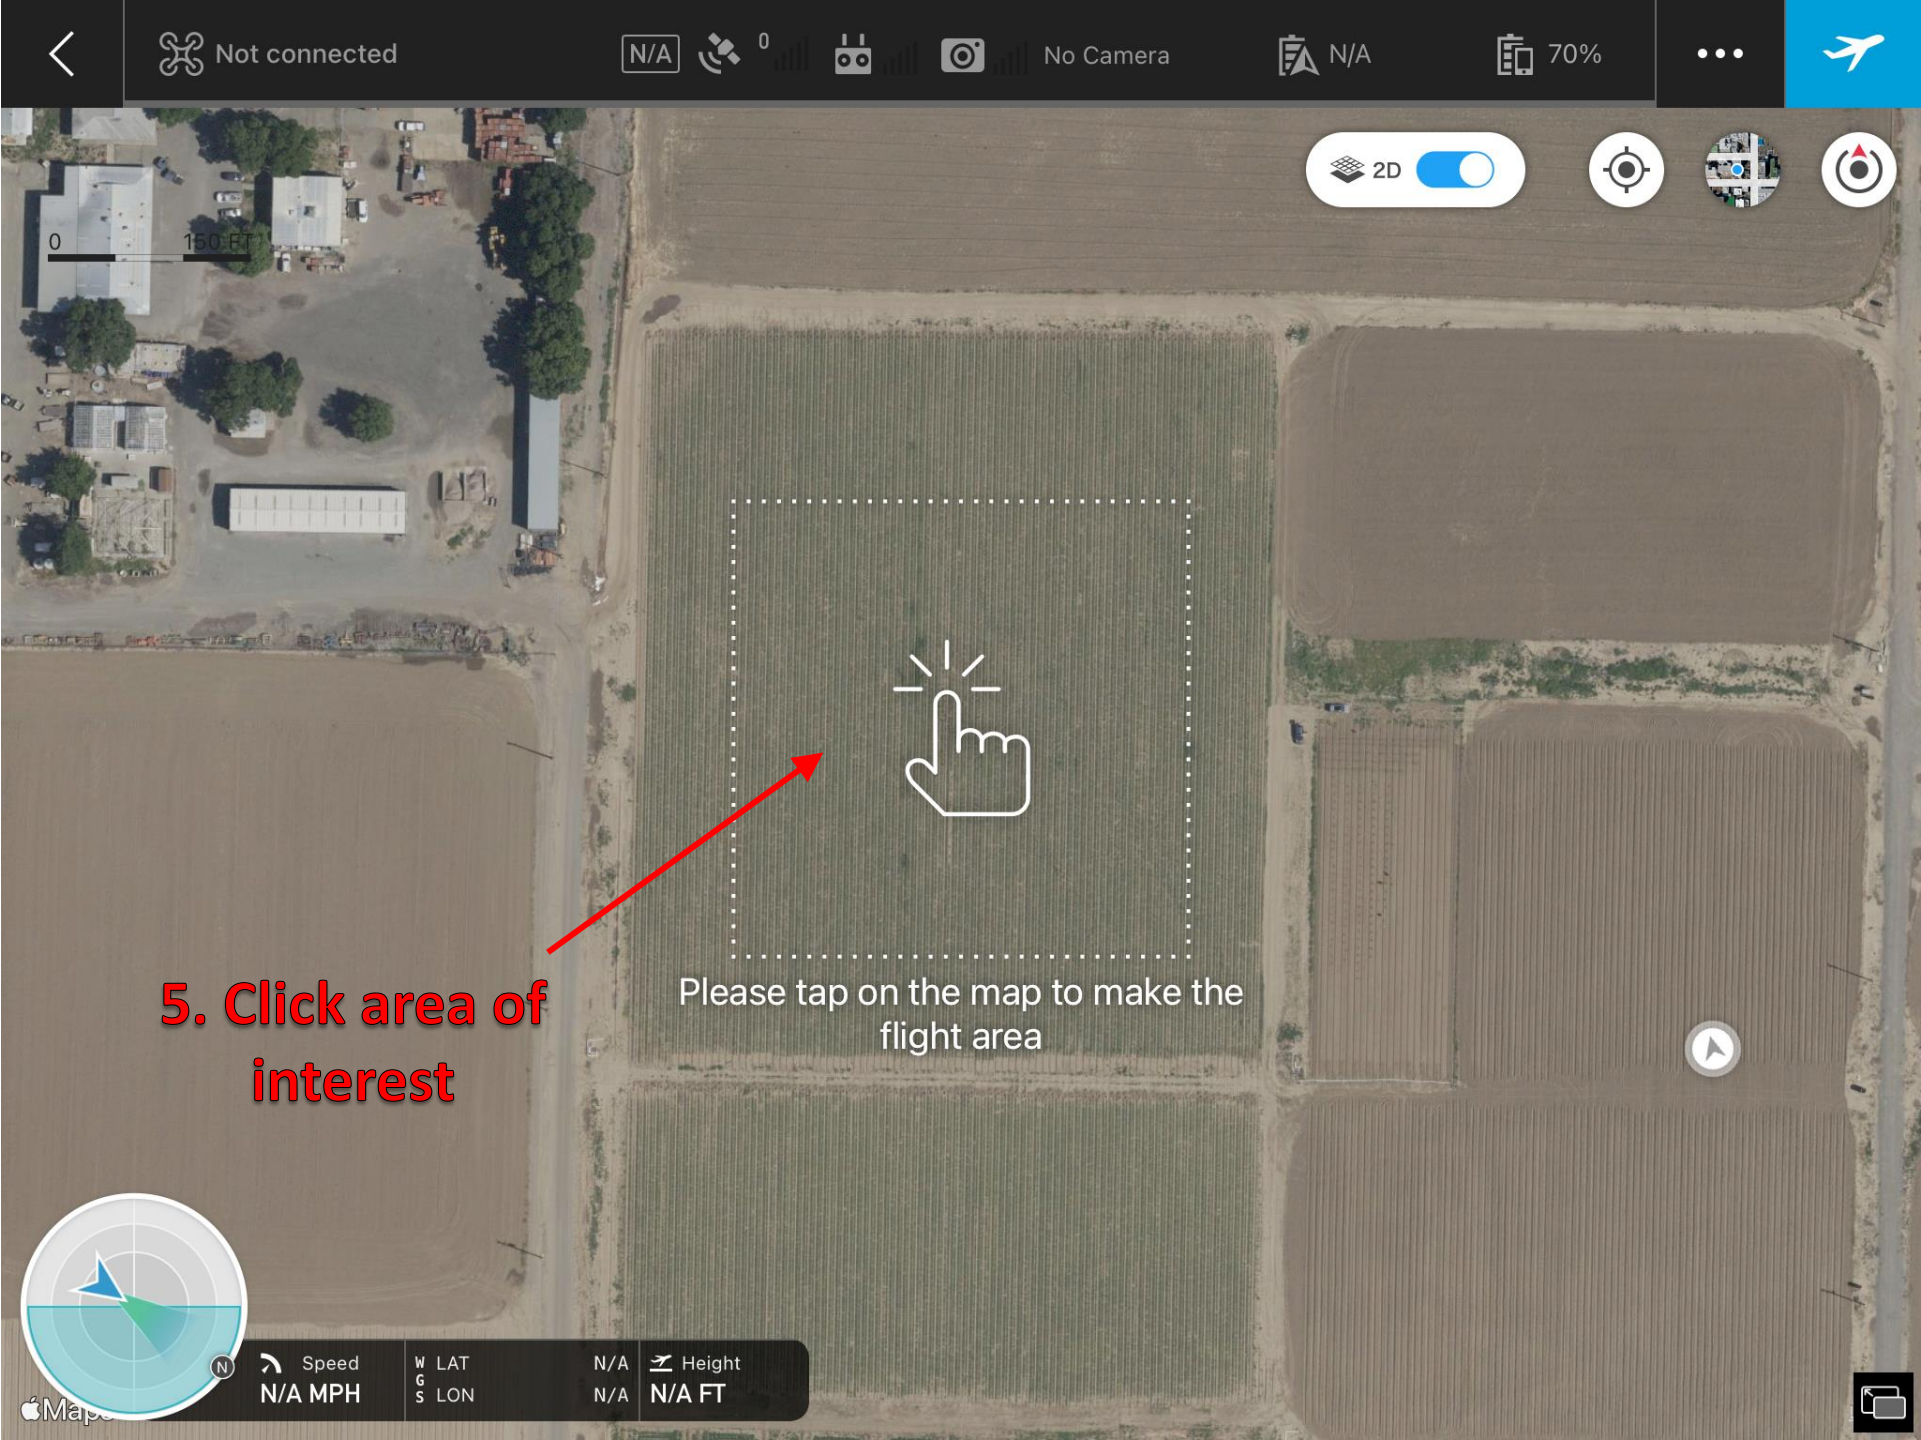 Not connected
N/A
0
No Camera
N/A
70%
2D
0 150 FT
Please tap on the map to make the
flight area
5. Click area of
interest
N
Speed
N/A MPH
WGS
LAT N/A
LON N/A
Height
N/A FT